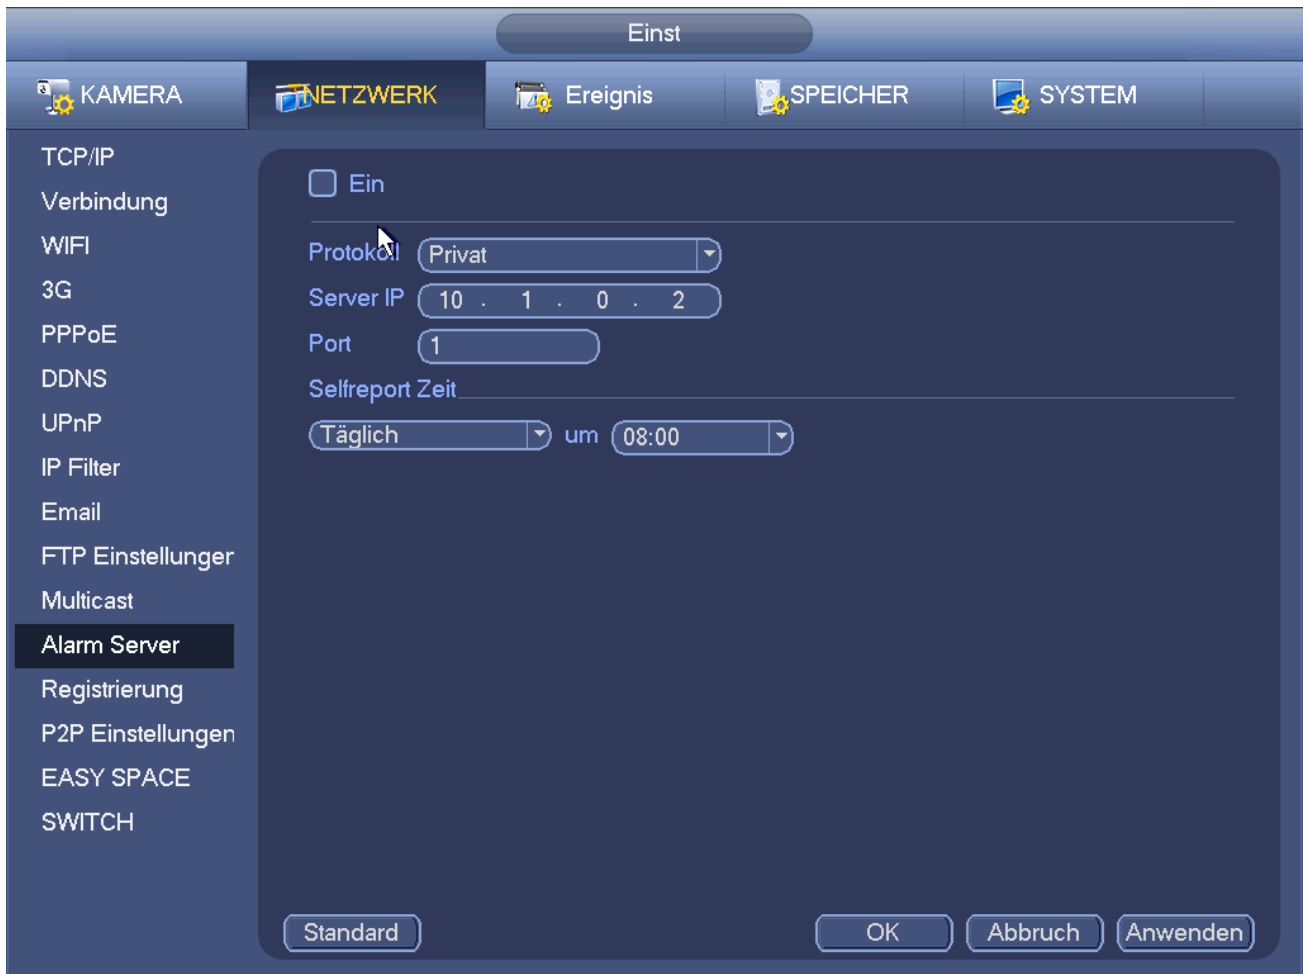 Einst
KAMERA NETZWERK Ereignis SPEICHER SYSTEM
TCP/IP
Verbindung
WIFI
3G
PPPoE
DDNS
UPnP
IP Filter
Email
FTP Einstellunger
Multicast
Alarm Server
Registrierung
P2P Einstellungen
EASY SPACE
SWITCH
Ein
Protokoll Privat
Server IP 10 . 1 . 0 . 2
Port 1
Selfreport Zeit
Täglich um 08:00
Standard OK Abbruch Anwenden